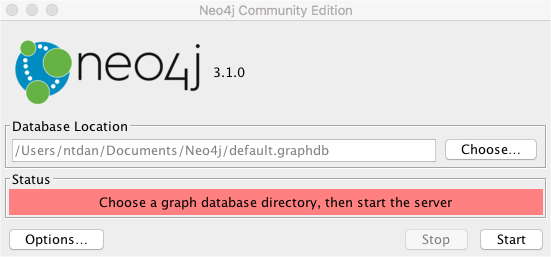 Neo4j Community Edition
neo4j 3.1.0
Database Location
/Users/ntdan/Documents/Neo4j/default.graphdb
Choose...
Status
Choose a graph database directory, then start the server
Options...
Stop
Start